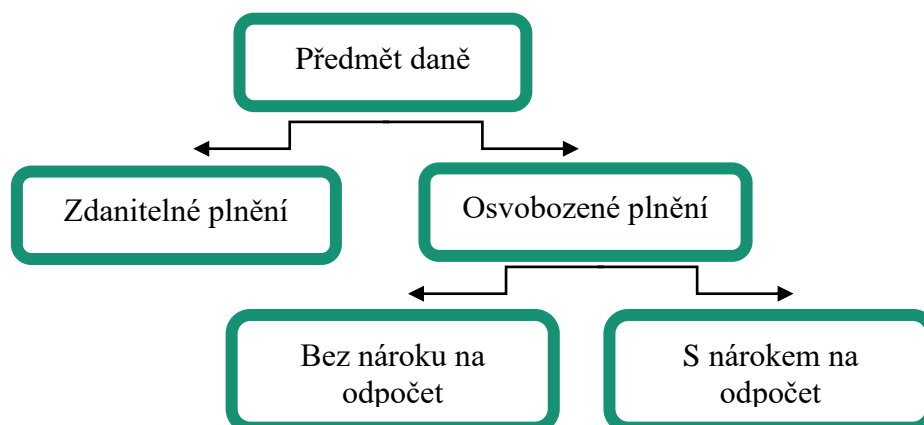 Předmět daně
Zdanitelné plnění
Osvobozené plnění
Bez nároku na
odpočet
S nárokem na
odpočet